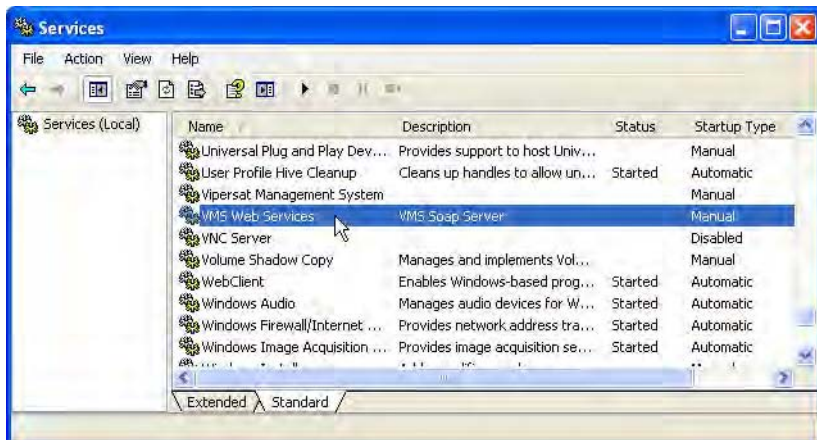 Services
File Action View Help
Services (Local)
Name Description Status Startup Type
Universal Plug and Play Dev... Provides support to host Univ... Manual
User Profile Hive Cleanup Cleans up handles to allow un... Started Automatic
Vipersat Management System Manual
VMS Web Services VMS Soap Server Manual
VNC Server Disabled
Volume Shadow Copy Manages and implements Vol... Manual
WebClient Enables Windows-based prog... Started Automatic
Windows Audio Manages audio devices for W... Started Automatic
Windows Firewall/Internet ... Provides network address tra... Started Automatic
Windows Image Acquisition ... Provides image acquisition se... Started Automatic
Extended Standard